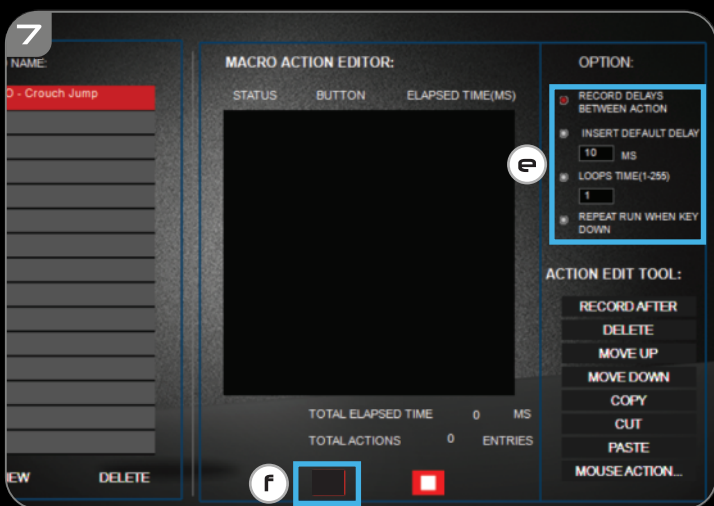 7
NAME:
MACRO ACTION EDITOR:
OPTION:
- Crouch Jump
STATUS BUTTON ELAPSED TIME(MS)
RECORD DELAYS
BETWEEN ACTION
INSERT DEFAULT DELAY
10 MS
e
LOOPS TIME(1-255)
1
REPEAT RUN WHEN KEY
DOWN
ACTION EDIT TOOL:
RECORD AFTER
DELETE
MOVE UP
MOVE DOWN
COPY
CUT
PASTE
MOUSE ACTION...
TOTAL ELAPSED TIME 0 MS
TOTAL ACTIONS 0 ENTRIES
EW DELETE
f